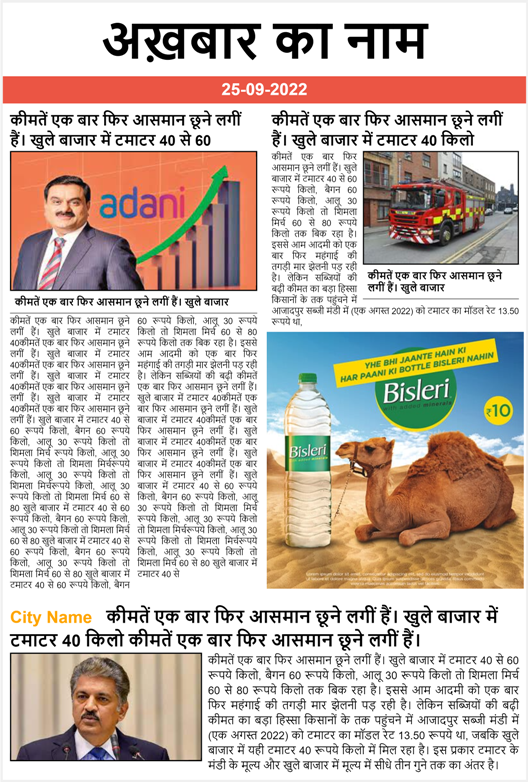 अख़बार का नाम
25-09-2022
कीमतें एक बार फिर आसमान छूने लगीं
हैं। खुले बाजार में टमाटर 40 से 60
adani
कीमतें एक बार फिर आसमान छूने लगीं हैं। खुले बाजार
कीमतें एक बार फिर आसमान छूने
लगीं हैं। खुले बाजार में टमाटर
40कीमतें एक बार फिर आसमान छूने
लगीं हैं। खुले बाजार में टमाटर
40कीमतें एक बार फिर आसमान छूने
लगीं हैं। खुले बाजार में टमाटर
40कीमतें एक बार फिर आसमान छूने
लगीं हैं। खुले बाजार में टमाटर
40कीमतें एक बार फिर आसमान छूने
लगीं हैं। खुले बाजार में टमाटर 40 से
60 रूपये किलो, बैगन 60 रूपये
किलो, आलू 30 रूपये किलो तो
शिमला मिर्च रूपये किलो, आलू 30
रूपये किलो तो शिमला मिर्चरूपये
किलो, आलू 30 रूपये किलो तो
शिमला मिर्चरूपये किलो, आलू 30
रूपये किलो तो शिमला मिर्च 60 से
80 खुले बाजार में टमाटर 40 से 60
रूपये किलो, बैगन 60 रूपये किलो,
आलू 30 रूपये किलो तो शिमला मिर्च
60 से 80 खुले बाजार में टमाटर 40 से
60 रूपये किलो, बैगन 60 रूपये
किलो, आलू 30 रूपये किलो तो
शिमला मिर्च 60 से 80 खुले बाजार में
टमाटर 40 से 60 रूपये किलो, बैगन
60 रूपये किलो, आलू 30 रूपये
किलो तो शिमला मिर्च 60 से 80
रूपये किलो तक बिक रहा है। इससे
आम आदमी को एक बार फिर
महंगाई की तगड़ी मार झेलनी पड़ रही
है। लेकिन सब्जियों की बढ़ी कीमतें
एक बार फिर आसमान छूने लगीं हैं।
खुले बाजार में टमाटर 40कीमतें एक
बार फिर आसमान छूने लगीं हैं। खुले
बाजार में टमाटर 40कीमतें एक बार
फिर आसमान छूने लगीं हैं। खुले
बाजार में टमाटर 40कीमतें एक बार
फिर आसमान छूने लगीं हैं। खुले
बाजार में टमाटर 40कीमतें एक बार
फिर आसमान छूने लगीं हैं। खुले
बाजार में टमाटर 40 से 60 रूपये
किलो, बैगन 60 रूपये किलो, आलू
30 रूपये किलो तो शिमला मिर्च
रूपये किलो, आलू 30 रूपये किलो
तो शिमला मिर्चरूपये किलो, आलू 30
रूपये किलो तो शिमला मिर्चरूपये
किलो, आलू 30 रूपये किलो तो
शिमला मिर्च 60 से 80 खुले बाजार में
टमाटर 40 से
कीमतें एक बार फिर आसमान छूने लगीं
हैं। खुले बाजार में टमाटर 40 किलो
कीमतें एक बार फिर
आसमान छूने लगीं हैं। खुले
बाजार में टमाटर 40 से 60
रूपये किलो, बैगन 60
रूपये किलो, आलू 30
रूपये किलो तो शिमला
मिर्च 60 से 80 रूपये
किलो तक बिक रहा है।
इससे आम आदमी को एक
बार फिर महंगाई की
तगड़ी मार झेलनी पड़ रही
है। लेकिन सब्जियों की
बढ़ी कीमत का बड़ा हिस्सा
किसानों के तक पहुंचने में
आजादपुर सब्जी मंडी में (एक अगस्त 2022) को टमाटर का मॉडल रेट 13.50
रूपये था,
कीमतें एक बार फिर आसमान छूने
लगीं हैं। खुले बाजार
YHE BHI JAANTE HAIN KI
HAR PAANI KI BOTTLE BISLERI NAHIN
Bisleri
with added minerals
₹10
Bisleri
City Name कीमतें एक बार फिर आसमान छूने लगीं हैं। खुले बाजार में
टमाटर 40 किलो कीमतें एक बार फिर आसमान छूने लगीं हैं।
कीमतें एक बार फिर आसमान छूने लगीं हैं। खुले बाजार में टमाटर 40 से 60
रूपये किलो, बैगन 60 रूपये किलो, आलू 30 रूपये किलो तो शिमला मिर्च
60 से 80 रूपये किलो तक बिक रहा है। इससे आम आदमी को एक बार
फिर महंगाई की तगड़ी मार झेलनी पड़ रही है। लेकिन सब्जियों की बढ़ी
कीमत का बड़ा हिस्सा किसानों के तक पहुंचने में आजादपुर सब्जी मंडी में
(एक अगस्त 2022) को टमाटर का मॉडल रेट 13.50 रूपये था, जबकि खुले
बाजार में यही टमाटर 40 रूपये किलो में मिल रहा है। इस प्रकार टमाटर के
मंडी के मूल्य और खुले बाजार में मूल्य में सीधे तीन गुने तक का अंतर है।